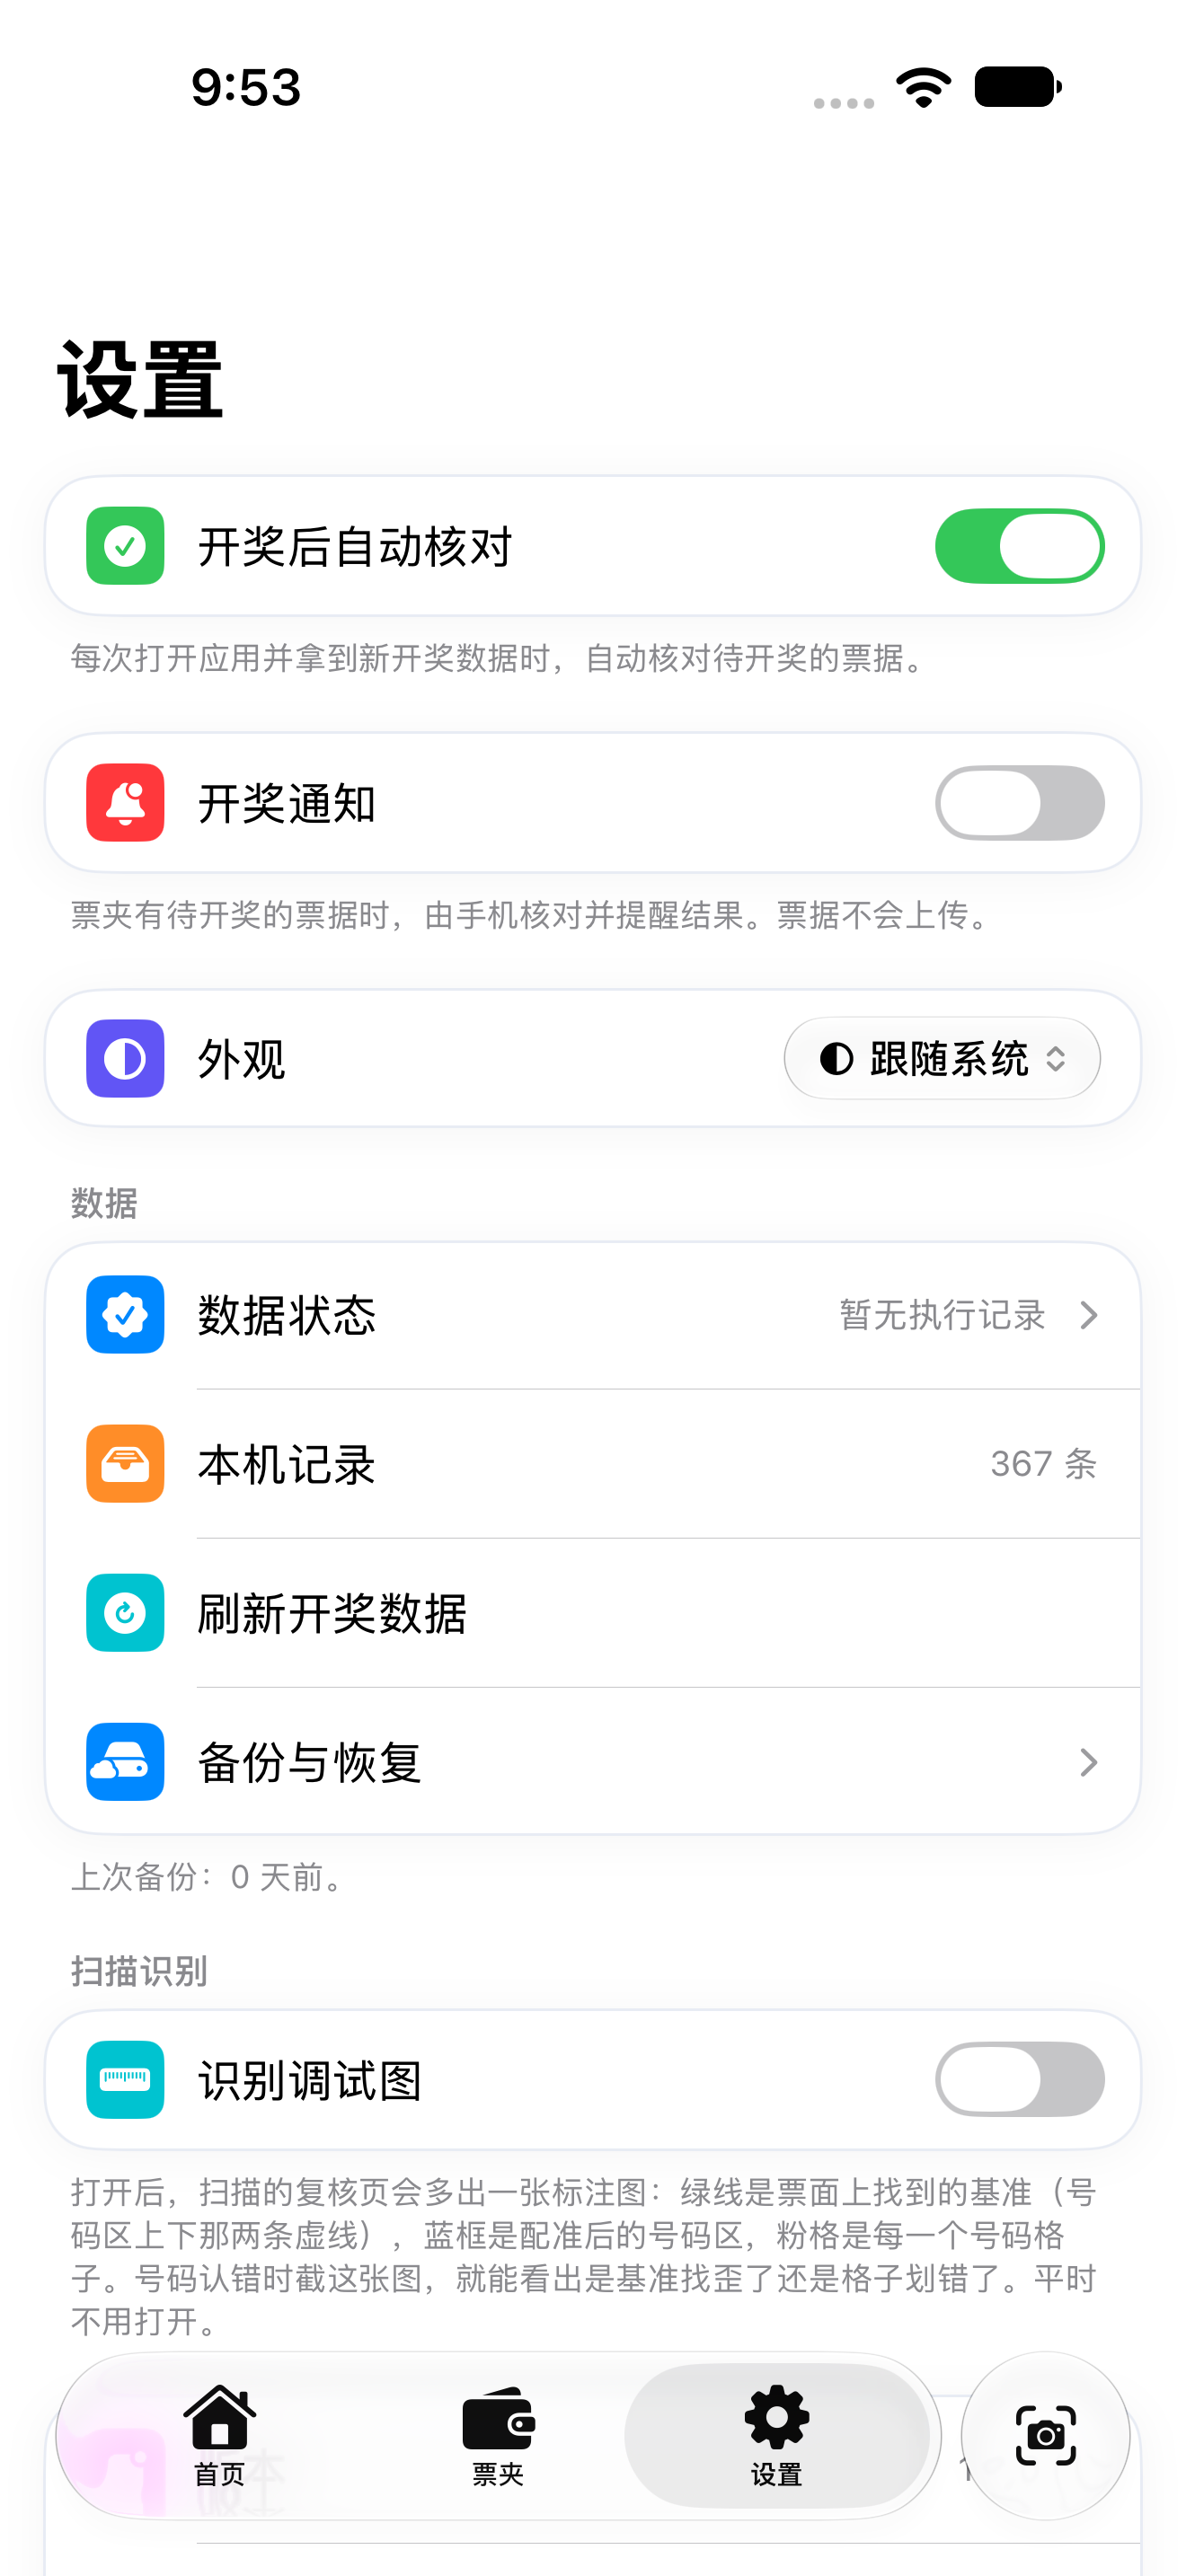 9:53
设置
开奖后自动核对
每次打开应用并拿到新开奖数据时，自动核对待开奖的票据。
开奖通知
票夹有待开奖的票据时，由手机核对并提醒结果。票据不会上传。
外观
跟随系统
数据
数据状态
暂无执行记录
本机记录
367 条
刷新开奖数据
备份与恢复
上次备份：0 天前。
扫描识别
识别调试图
打开后，扫描的复核页会多出一张标注图：绿线是票面上找到的基准（号
码区上下那两条虚线），蓝框是配准后的号码区，粉格是每一个号码格
子。号码认错时截这张图，就能看出是基准找歪了还是格子划错了。平时
不用打开。
首页
票夹
设置